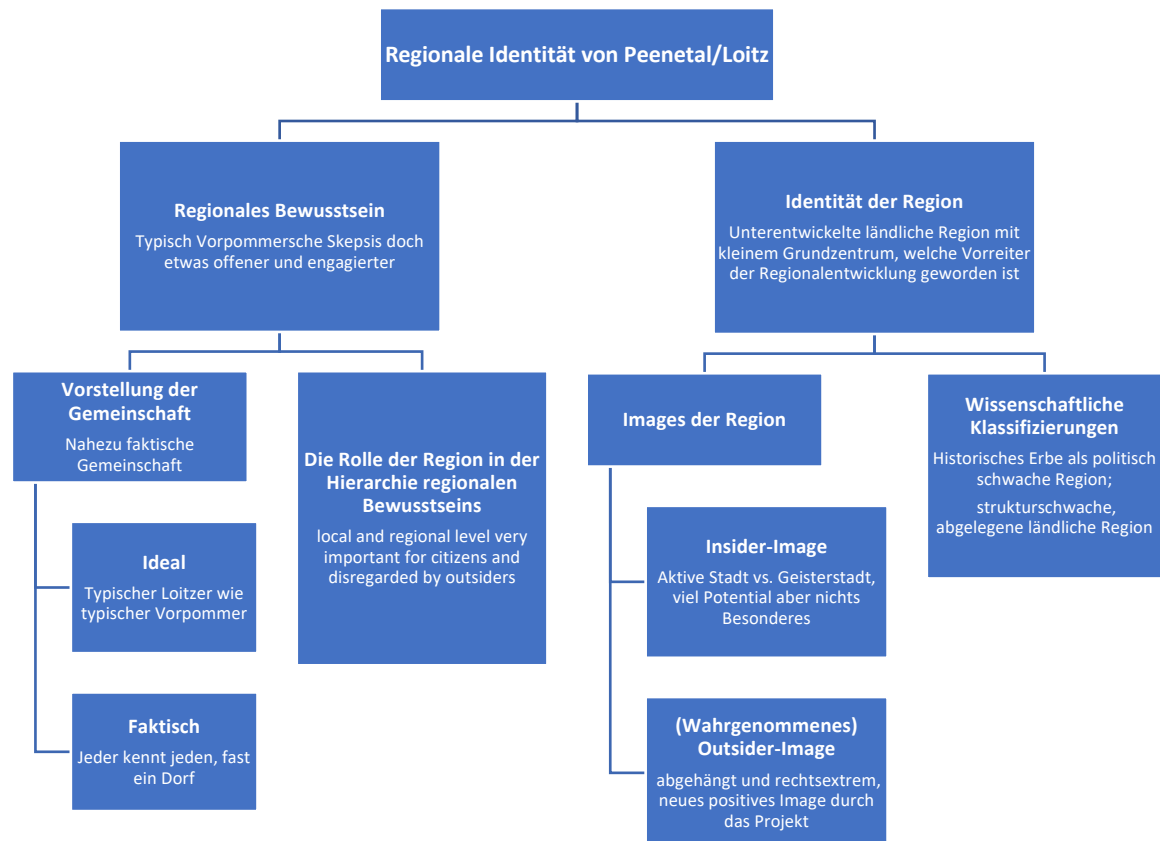 Regionale Identität von Peenetal/Loitz
Regionales Bewusstsein
Typisch Vorpommersche Skepsis doch
etwas offener und engagierter
Identität der Region
Unterentwickelte ländliche Region mit
kleinem Grundzentrum, welche Vorreiter
der Regionalentwicklung geworden ist
Vorstellung der
Gemeinschaft
Nahezu faktische
Gemeinschaft
Ideal
Typischer Loitzer wie
typischer Vorpommer
Faktisch
Jeder kennt jeden, fast
ein Dorf
Die Rolle der Region in der
Hierarchie regionalen
Bewusstseins
local and regional level very
important for citizens and
disregarded by outsiders
Images der Region
Insider-Image
Aktive Stadt vs. Geisterstadt,
viel Potential aber nichts
Besonderes
(Wahrgenommenes)
Outsider-Image
abgehängt und rechtsextrem,
neues positives Image durch
das Projekt
Wissenschaftliche
Klassifizierungen
Historisches Erbe als politisch
schwache Region;
strukturschwache,
abgelegene ländliche Region